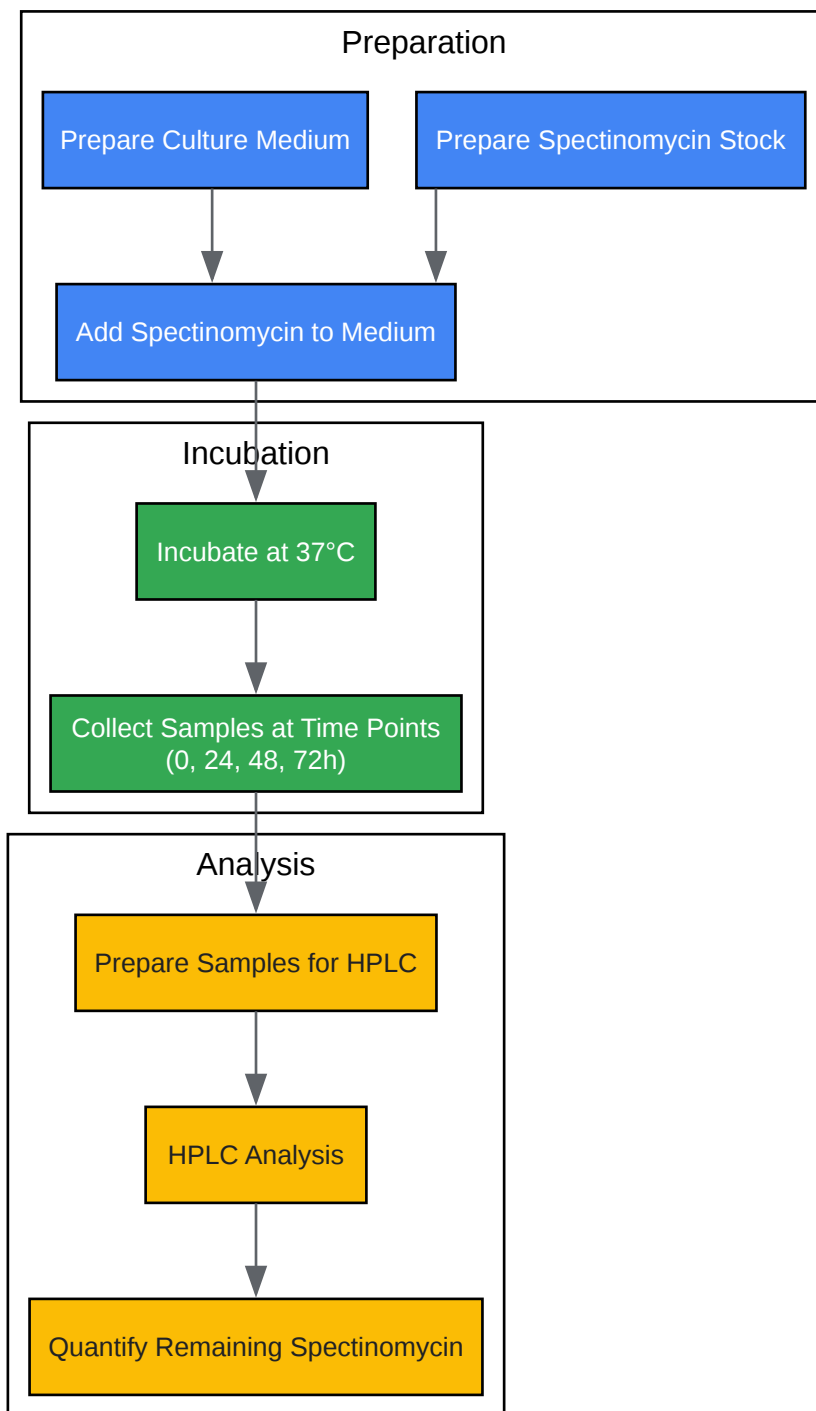 Preparation
Prepare Culture Medium
Prepare Spectinomycin Stock
Add Spectinomycin to Medium
Incubation
Incubate at 37°C
Collect Samples at Time Points
(0, 24, 48, 72h)
Analysis
Prepare Samples for HPLC
HPLC Analysis
Quantify Remaining Spectinomycin